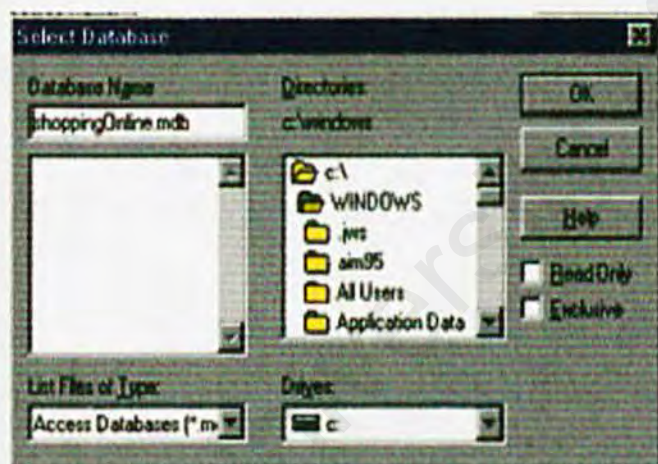 Select Database
Database Name
shoppingOnline.mdb
Directories:
c:\windows
c:\
WINDOWS
.jws
aim95
All Users
Application Data
OK
Cancel
Help
Read Only
Exclusive
List Files of Type:
Access Databases (*.m
Drives:
c: